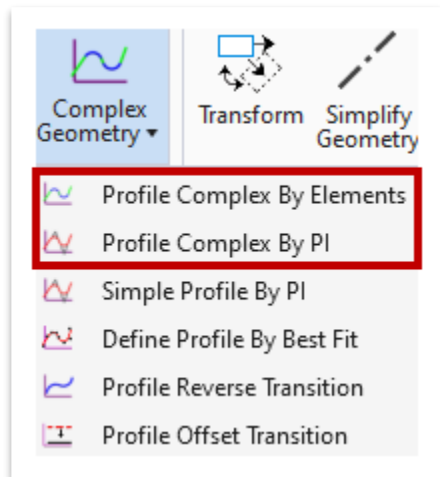 Complex
Geometry ▾
Transform
Simplify
Geometry
Profile Complex By Elements
Profile Complex By PI
Simple Profile By PI
Define Profile By Best Fit
Profile Reverse Transition
Profile Offset Transition